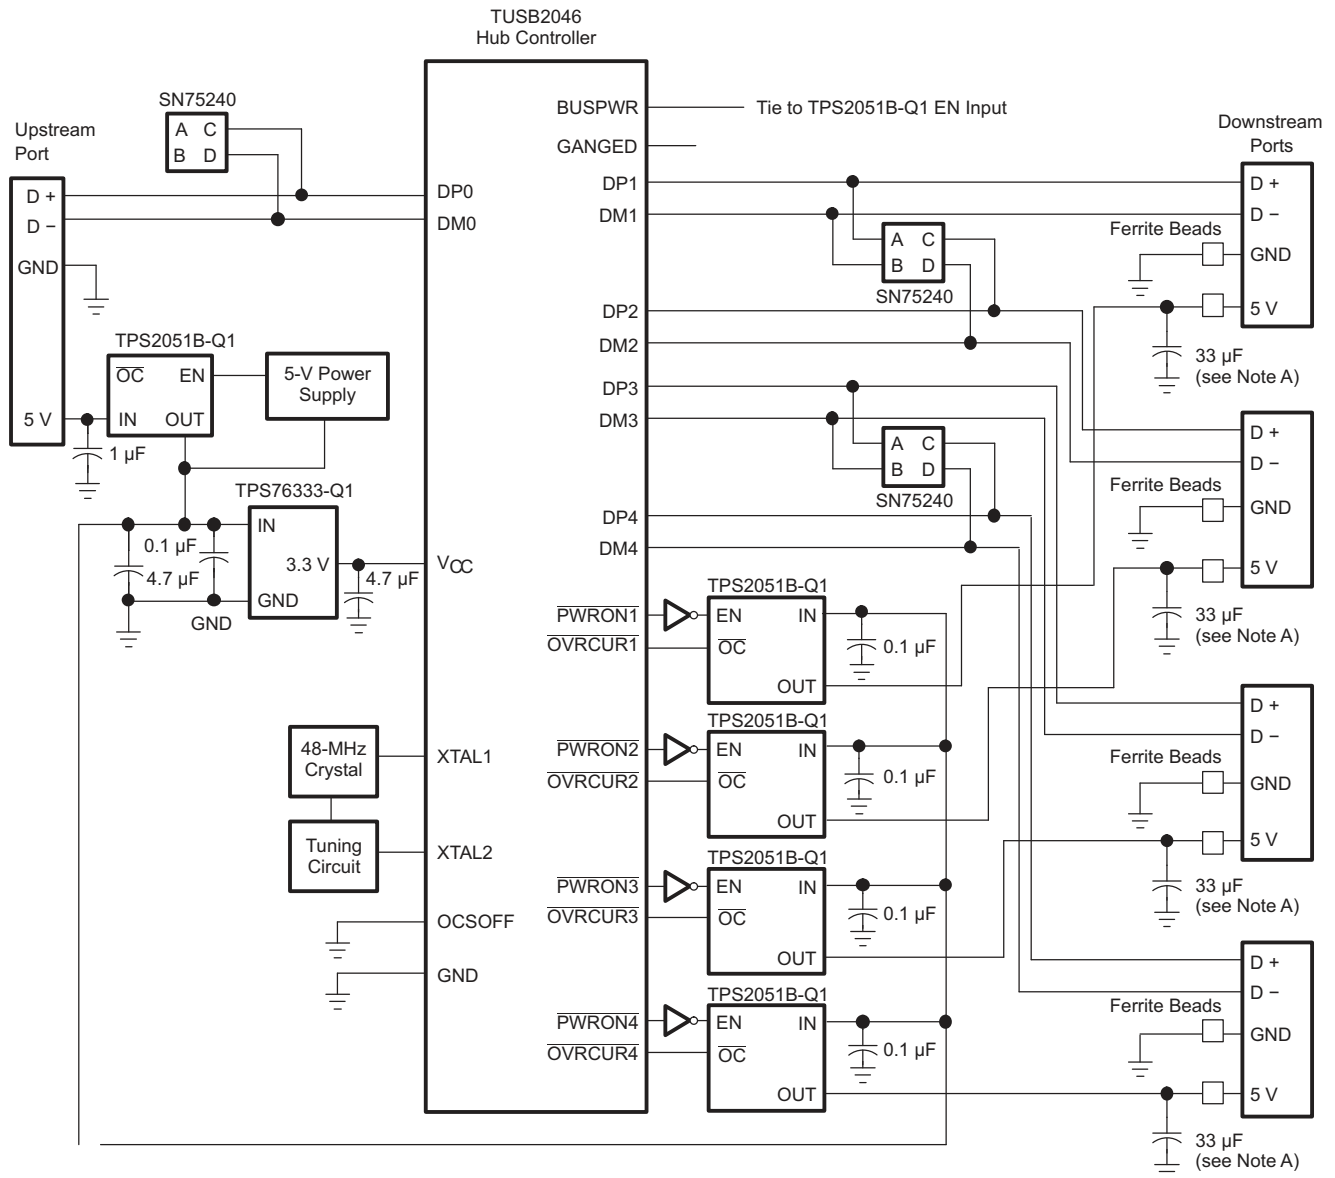 TUSB2046
Hub Controller
SN75240
A C
B D
Upstream
Port
D +
D −
GND
5 V
DP0
DM0
BUSPWR
Tie to TPS2051B-Q1 EN Input
GANGED
DP1
DM1
A C
B D
SN75240
DP2
DM2
DP3
DM3
A C
B D
SN75240
DP4
DM4
Downstream
Ports
D +
D −
Ferrite Beads
GND
5 V
33 µF
(see Note A)
TPS2051B-Q1
OC EN
IN OUT
5-V Power
Supply
1 µF
TPS76333-Q1
IN
3.3 V
GND
0.1 µF
4.7 µF
GND
4.7 µF
VCC
D +
D −
Ferrite Beads
GND
5 V
33 µF
(see Note A)
PWRON1
OVRCUR1
TPS2051B-Q1
EN IN
OC
OUT
0.1 µF
PWRON2
OVRCUR2
TPS2051B-Q1
EN IN
OC
OUT
0.1 µF
D +
D −
Ferrite Beads
GND
5 V
33 µF
(see Note A)
48-MHz
Crystal
XTAL1
Tuning
Circuit
XTAL2
OCSOFF
GND
PWRON3
OVRCUR3
TPS2051B-Q1
EN IN
OC
OUT
0.1 µF
PWRON4
OVRCUR4
TPS2051B-Q1
EN IN
OC
OUT
0.1 µF
D +
D −
Ferrite Beads
GND
5 V
33 µF
(see Note A)